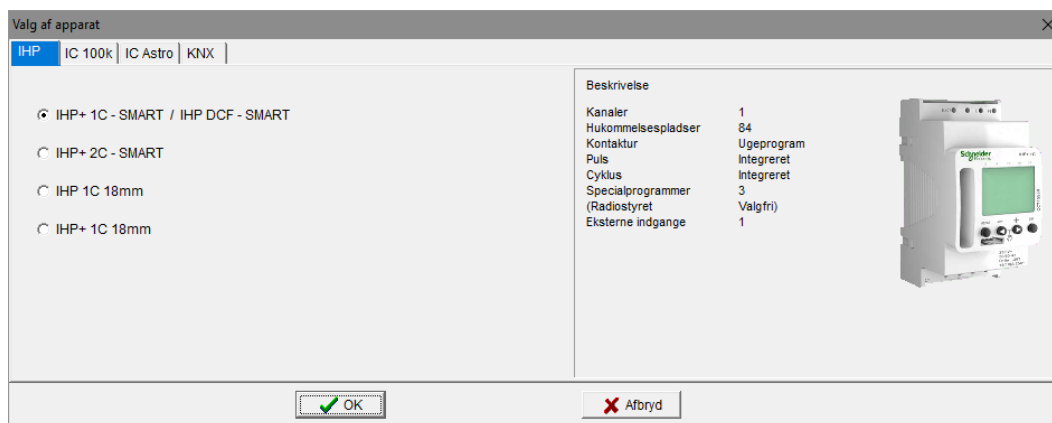 Valg af apparat
IHP
IC 100k
IC Astro
KNX
IHP+ 1C - SMART / IHP DCF - SMART
IHP+ 2C - SMART
IHP 1C 18mm
IHP+ 1C 18mm
Beskrivelse
Kanaler 1
Hukommelsespladser 84
Kontaktur Ugeprogram
Puls Integreret
Cyklus Integreret
Specialprogrammer 3
(Radiostyret Valgfri)
Eksterne indgange 1
Schneider
OK
Afbryd